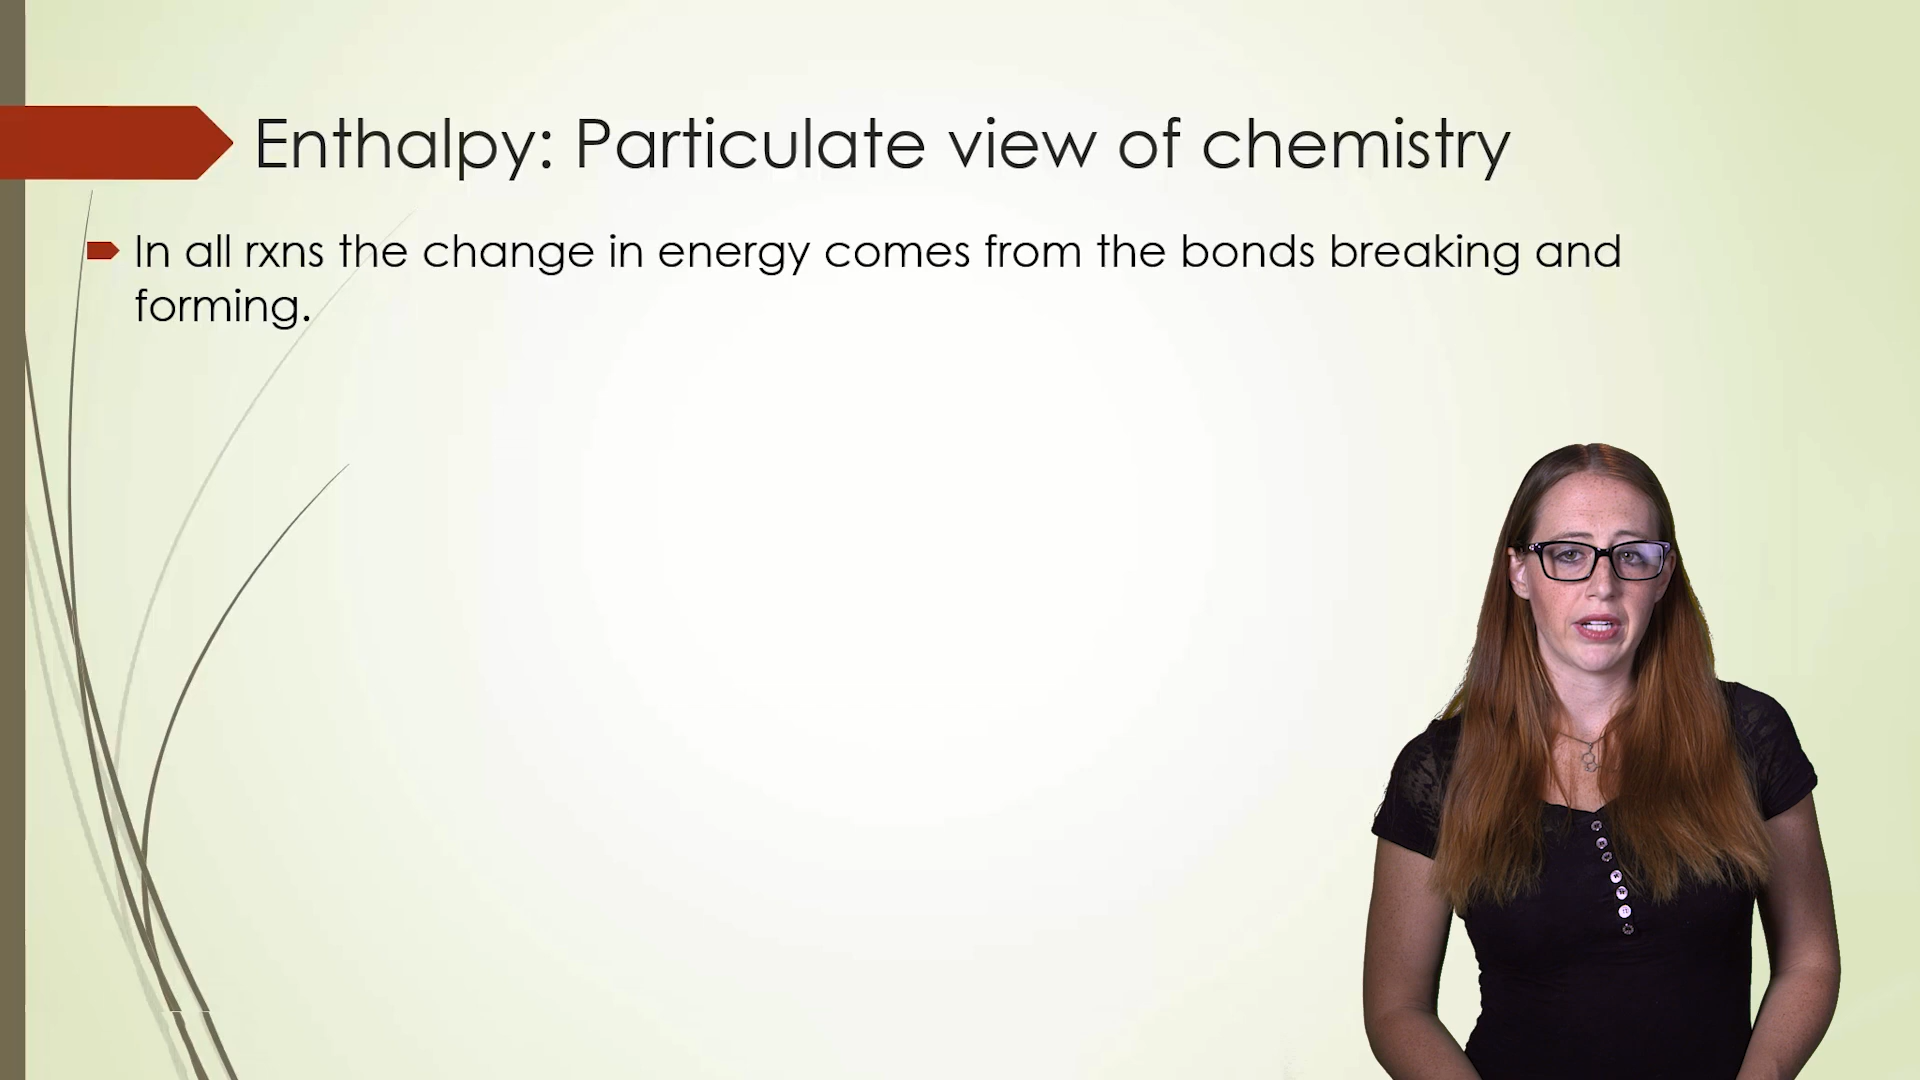 Enthalpy: Particulate view of chemistry
In all rxns the change in energy comes from the bonds breaking and
forming.